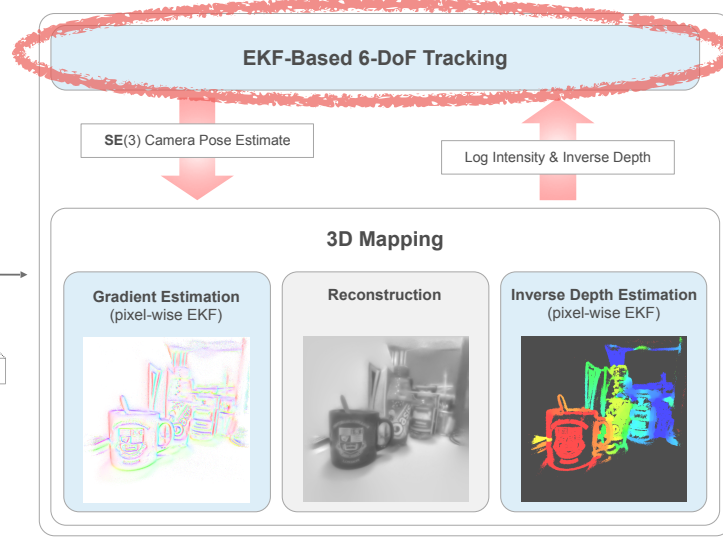 EKF-Based 6-DoF Tracking
SE(3) Camera Pose Estimate
Log Intensity & Inverse Depth
3D Mapping
Gradient Estimation
(pixel-wise EKF)
Reconstruction
Inverse Depth Estimation
(pixel-wise EKF)